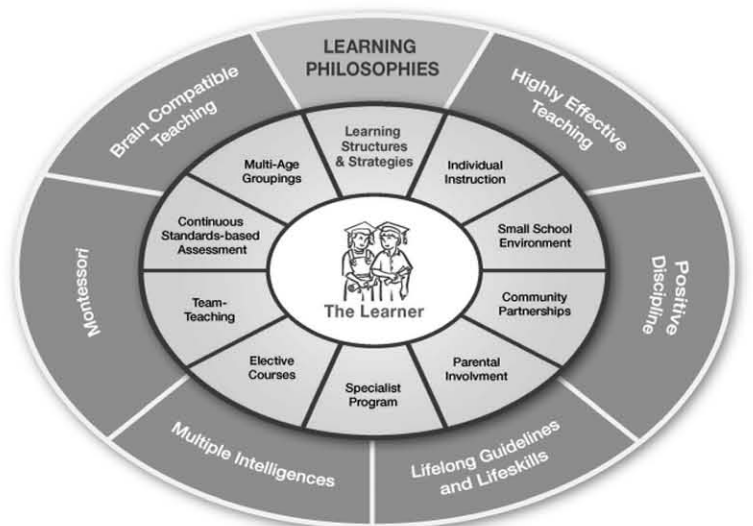 LEARNING
PHILOSOPHIES
Highly Effective
Teaching
Positive
Discipline
Lifelong Guidelines
and Lifeskills
Multiple Intelligences
Montessori
Brain Compatible
Teaching
Learning
Structures
& Strategies
Individual
Instruction
Small School
Environment
Community
Partnerships
Parental
Involvment
Specialist
Program
Elective
Courses
Team-
Teaching
Continuous
Standards-based
Assessment
Multi-Age
Groupings
The Learner